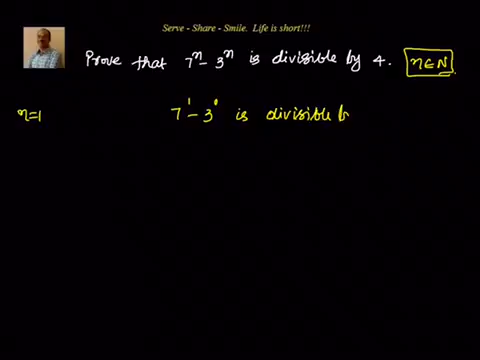 Serve - Share - Smile. Life is short!!!
Prove that 7ⁿ - 3ⁿ is divisible by 4. n ∈ N.
n=1 7¹ - 3¹ is divisible b